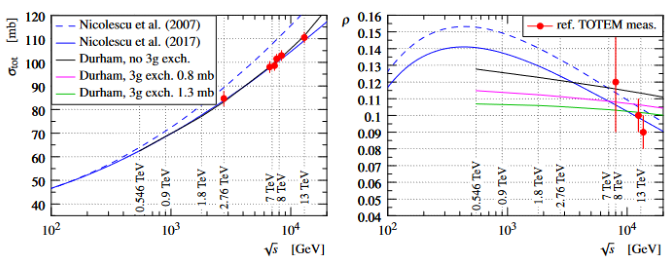 σtot [mb]
120
110
100
90
80
70
60
50
40
Nicolescu et al. (2007)
Nicolescu et al. (2017)
Durham, no 3g exch.
Durham, 3g exch. 0.8 mb
Durham, 3g exch. 1.3 mb
0.546 TeV
0.9 TeV
1.8 TeV
2.76 TeV
7 TeV
8 TeV
13 TeV
10²
10³
10⁴
√s [GeV]
ρ
0.16
0.15
0.14
0.13
0.12
0.11
0.1
0.09
0.08
0.07
0.06
0.05
0.04
ref. TOTEM meas.
0.546 TeV
0.9 TeV
1.8 TeV
2.76 TeV
7 TeV
8 TeV
13 TeV
10²
10³
10⁴
√s [GeV]